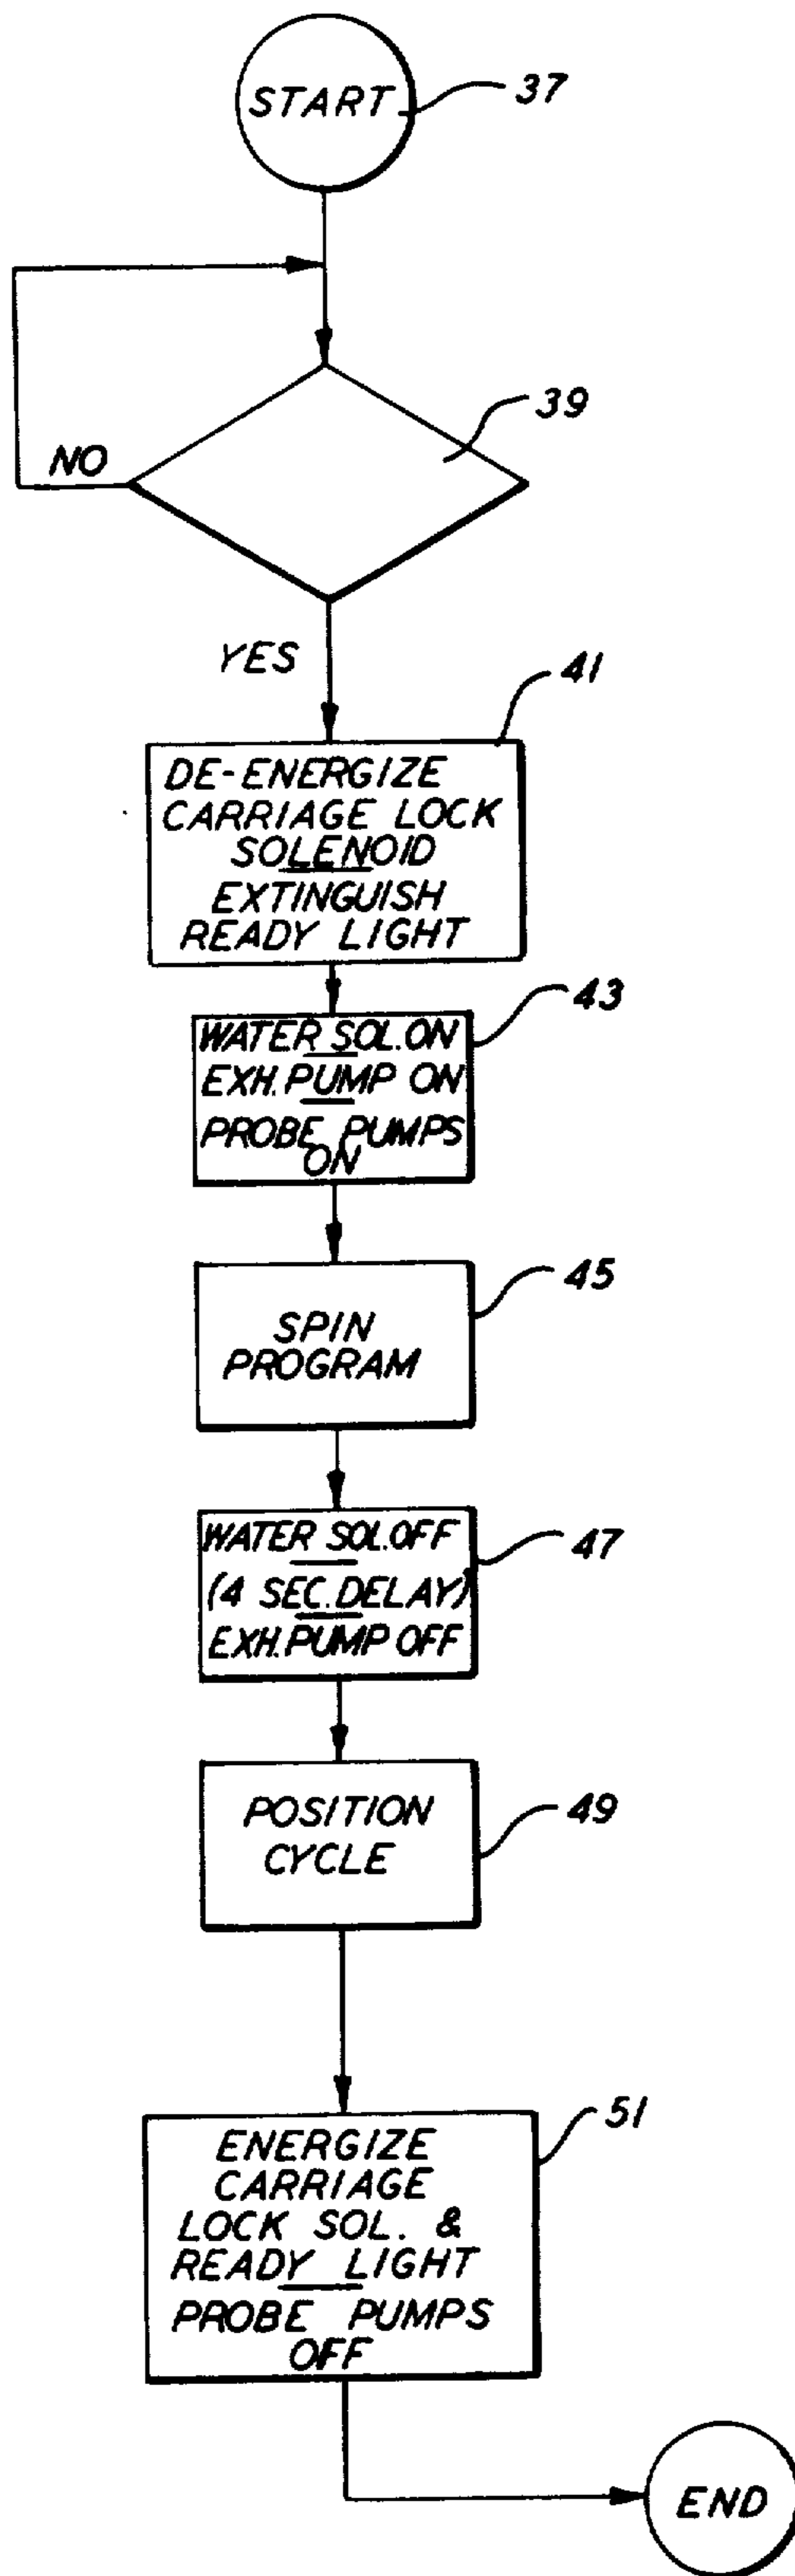 START
37
39
NO
YES
41
DE-ENERGIZE
CARRIAGE LOCK
SOLENOID
EXTINGUISH
READY LIGHT
43
WATER SOL. ON
EXH. PUMP ON
PROBE PUMPS
ON
45
SPIN
PROGRAM
47
WATER SOL. OFF
(4 SEC. DELAY)
EXH. PUMP OFF
49
POSITION
CYCLE
51
ENERGIZE
CARRIAGE
LOCK SOL. &
READY LIGHT
PROBE PUMPS
OFF
END